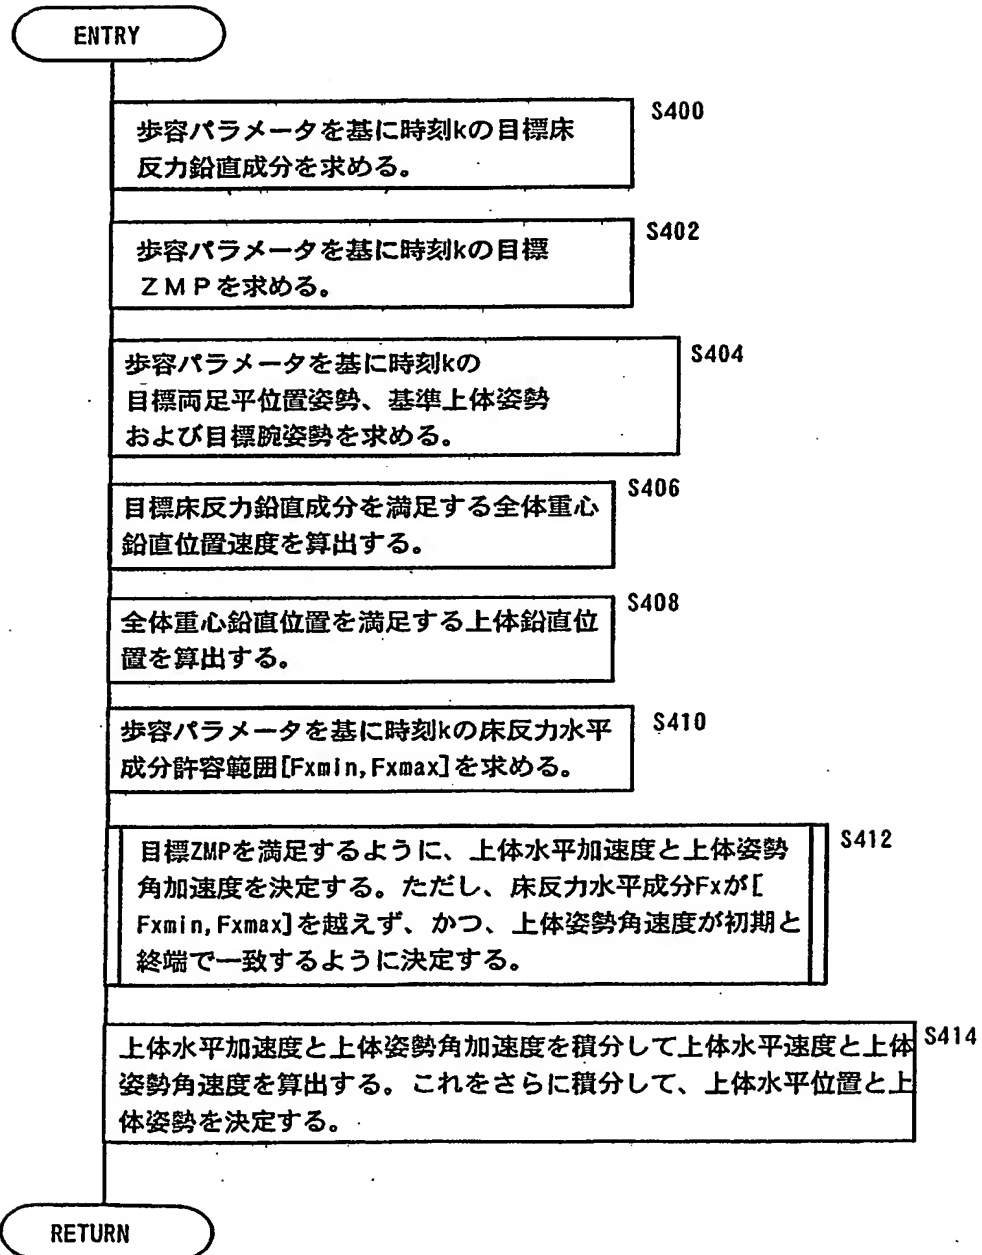 ENTRY
S400
歩容パラメータを基に時刻kの目標床
反力鉛直成分を求める。
S402
歩容パラメータを基に時刻kの目標
ＺＭＰを求める。
S404
歩容パラメータを基に時刻kの
目標両足平位置姿勢、基準上体姿勢
および目標腕姿勢を求める。
S406
目標床反力鉛直成分を満足する全体重心
鉛直位置速度を算出する。
S408
全体重心鉛直位置を満足する上体鉛直位
置を算出する。
S410
歩容パラメータを基に時刻kの床反力水平
成分許容範囲[Fxmin,Fxmax]を求める。
S412
目標ZMPを満足するように、上体水平加速度と上体姿勢
角加速度を決定する。ただし、床反力水平成分Fxが[
Fxmin,Fxmax]を越えず、かつ、上体姿勢角速度が初期と
終端で一致するように決定する。
S414
上体水平加速度と上体姿勢角加速度を積分して上体水平速度と上体
姿勢角速度を算出する。これをさらに積分して、上体水平位置と上
体姿勢を決定する。
RETURN